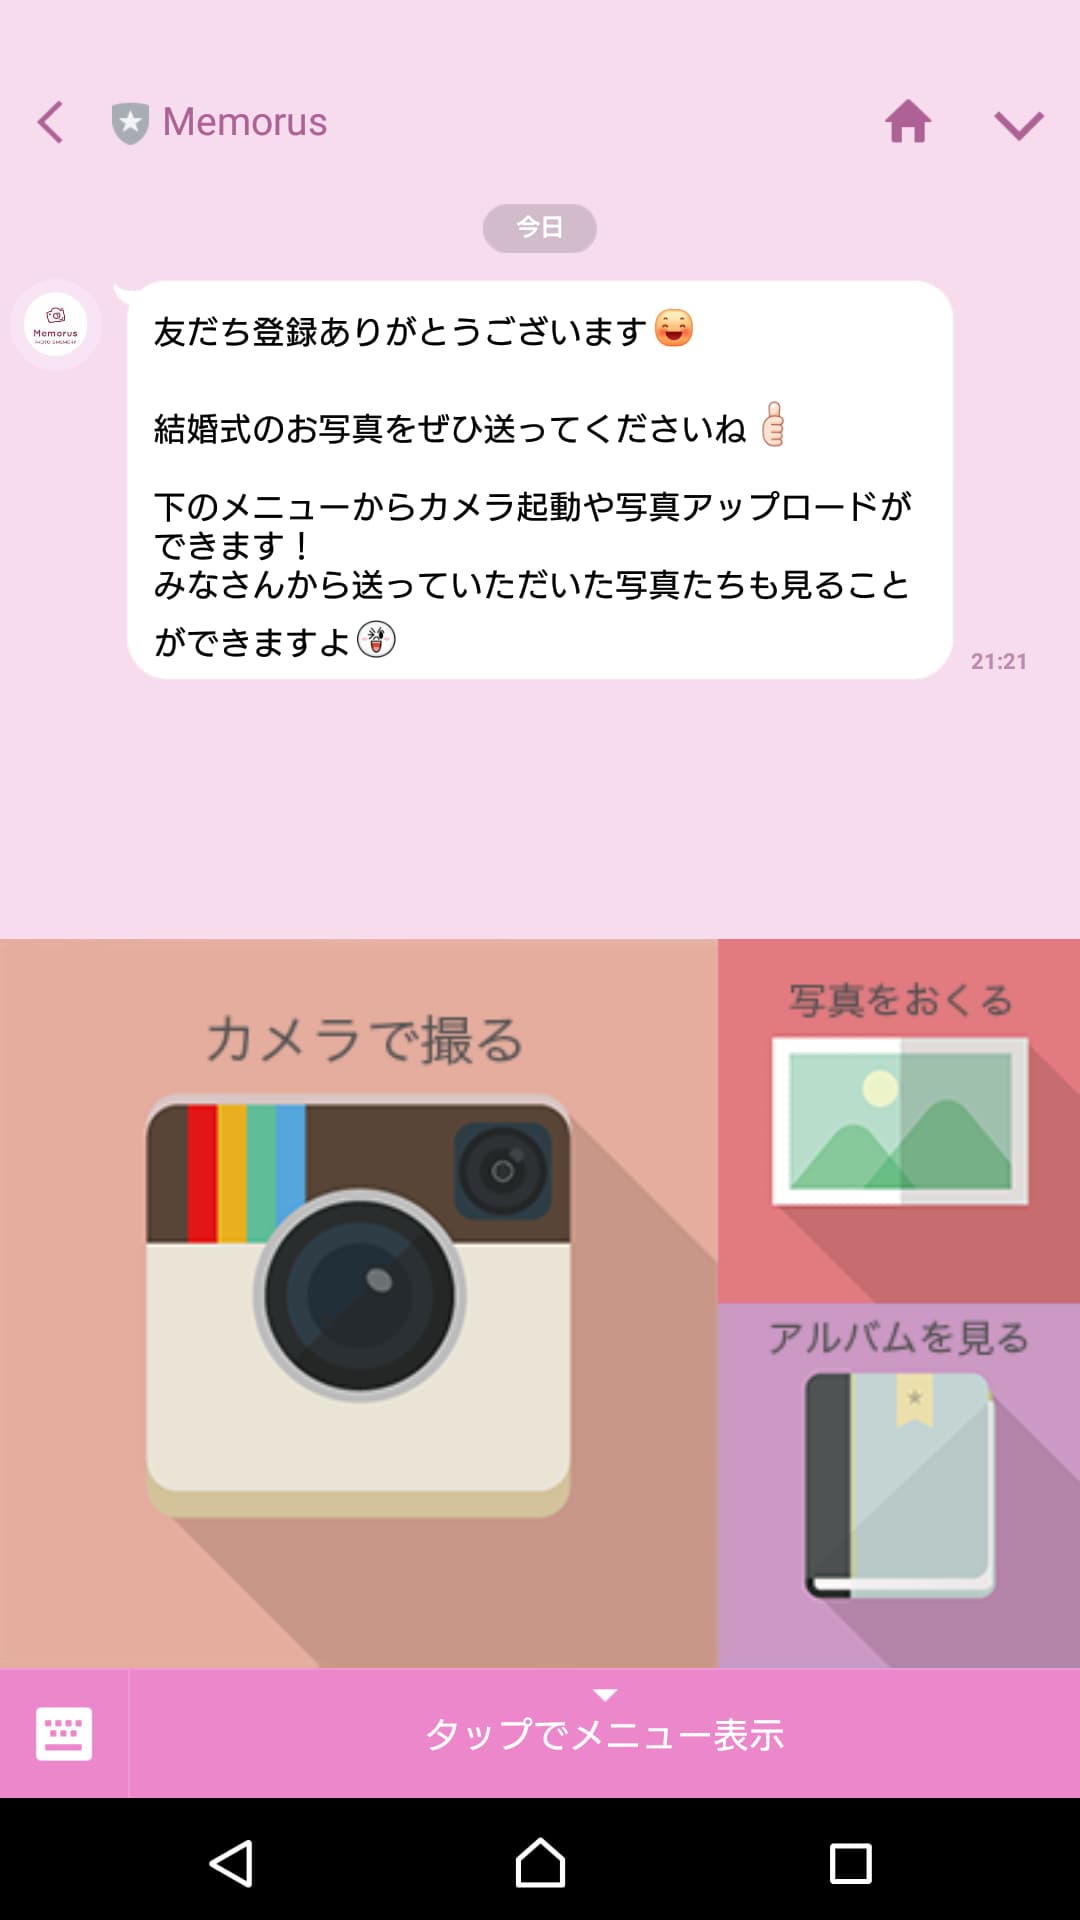 Memorus
今日
Memorus
友だち登録ありがとうございます
結婚式のお写真をぜひ送ってくださいね
下のメニューからカメラ起動や写真アップロードが
できます！
みなさんから送っていただいた写真たちも見ること
ができますよ
21:21
カメラで撮る
写真をおくる
アルバムを見る
タップでメニュー表示